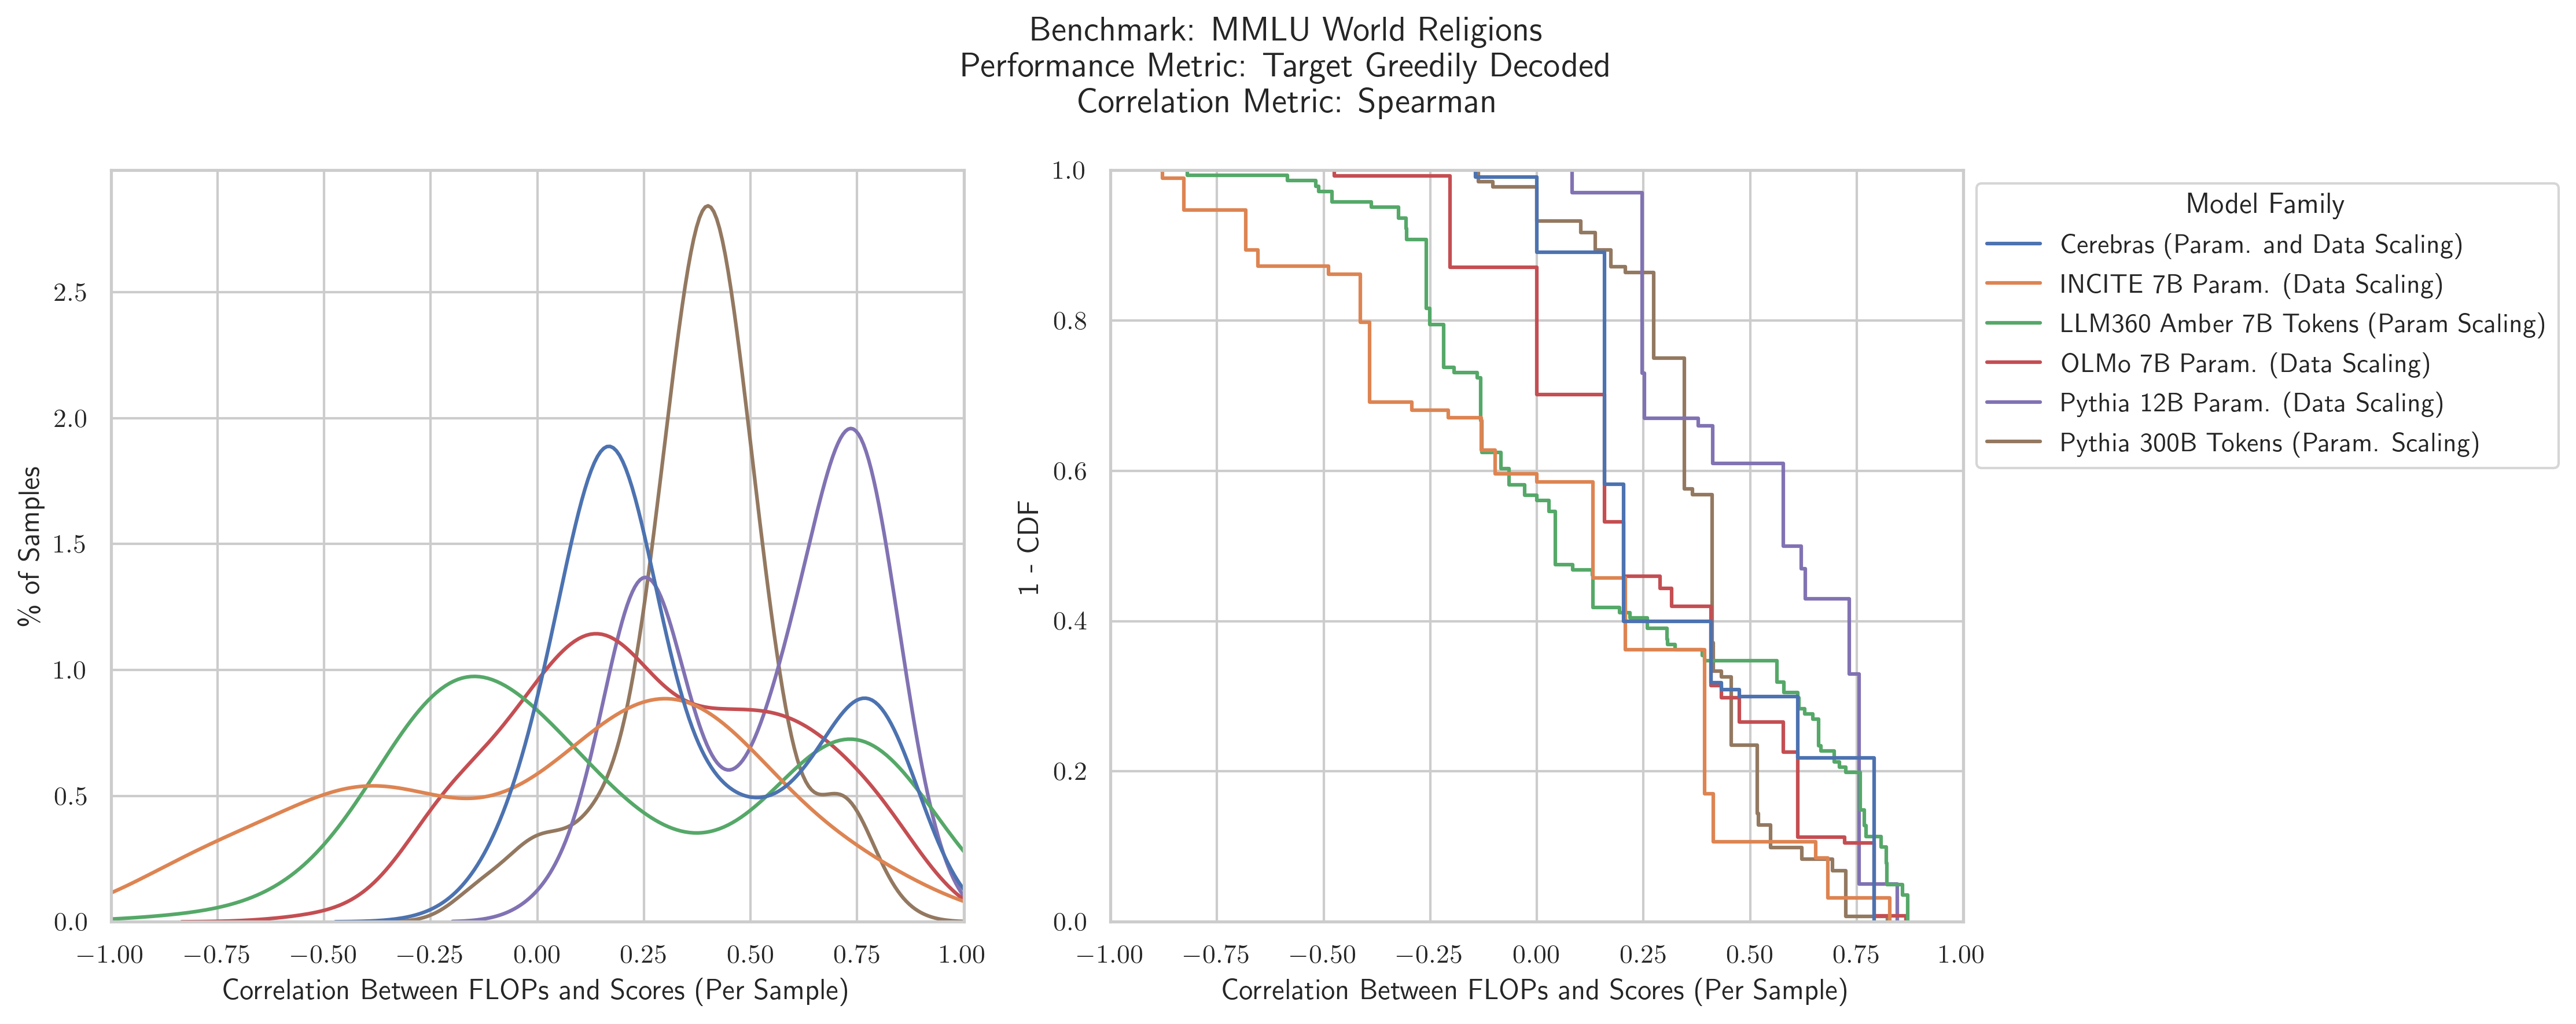 Benchmark: MMLU World Religions
Performance Metric: Target Greedily Decoded
Correlation Metric: Spearman
% of Samples
2.5
2.0
1.5
1.0
0.5
0.0
−1.00 −0.75 −0.50 −0.25 0.00 0.25 0.50 0.75 1.00
Correlation Between FLOPs and Scores (Per Sample)
1 - CDF
1.0
0.8
0.6
0.4
0.2
0.0
−1.00 −0.75 −0.50 −0.25 0.00 0.25 0.50 0.75 1.00
Correlation Between FLOPs and Scores (Per Sample)
Model Family
Cerebras (Param. and Data Scaling)
INCITE 7B Param. (Data Scaling)
LLM360 Amber 7B Tokens (Param Scaling)
OLMo 7B Param. (Data Scaling)
Pythia 12B Param. (Data Scaling)
Pythia 300B Tokens (Param. Scaling)